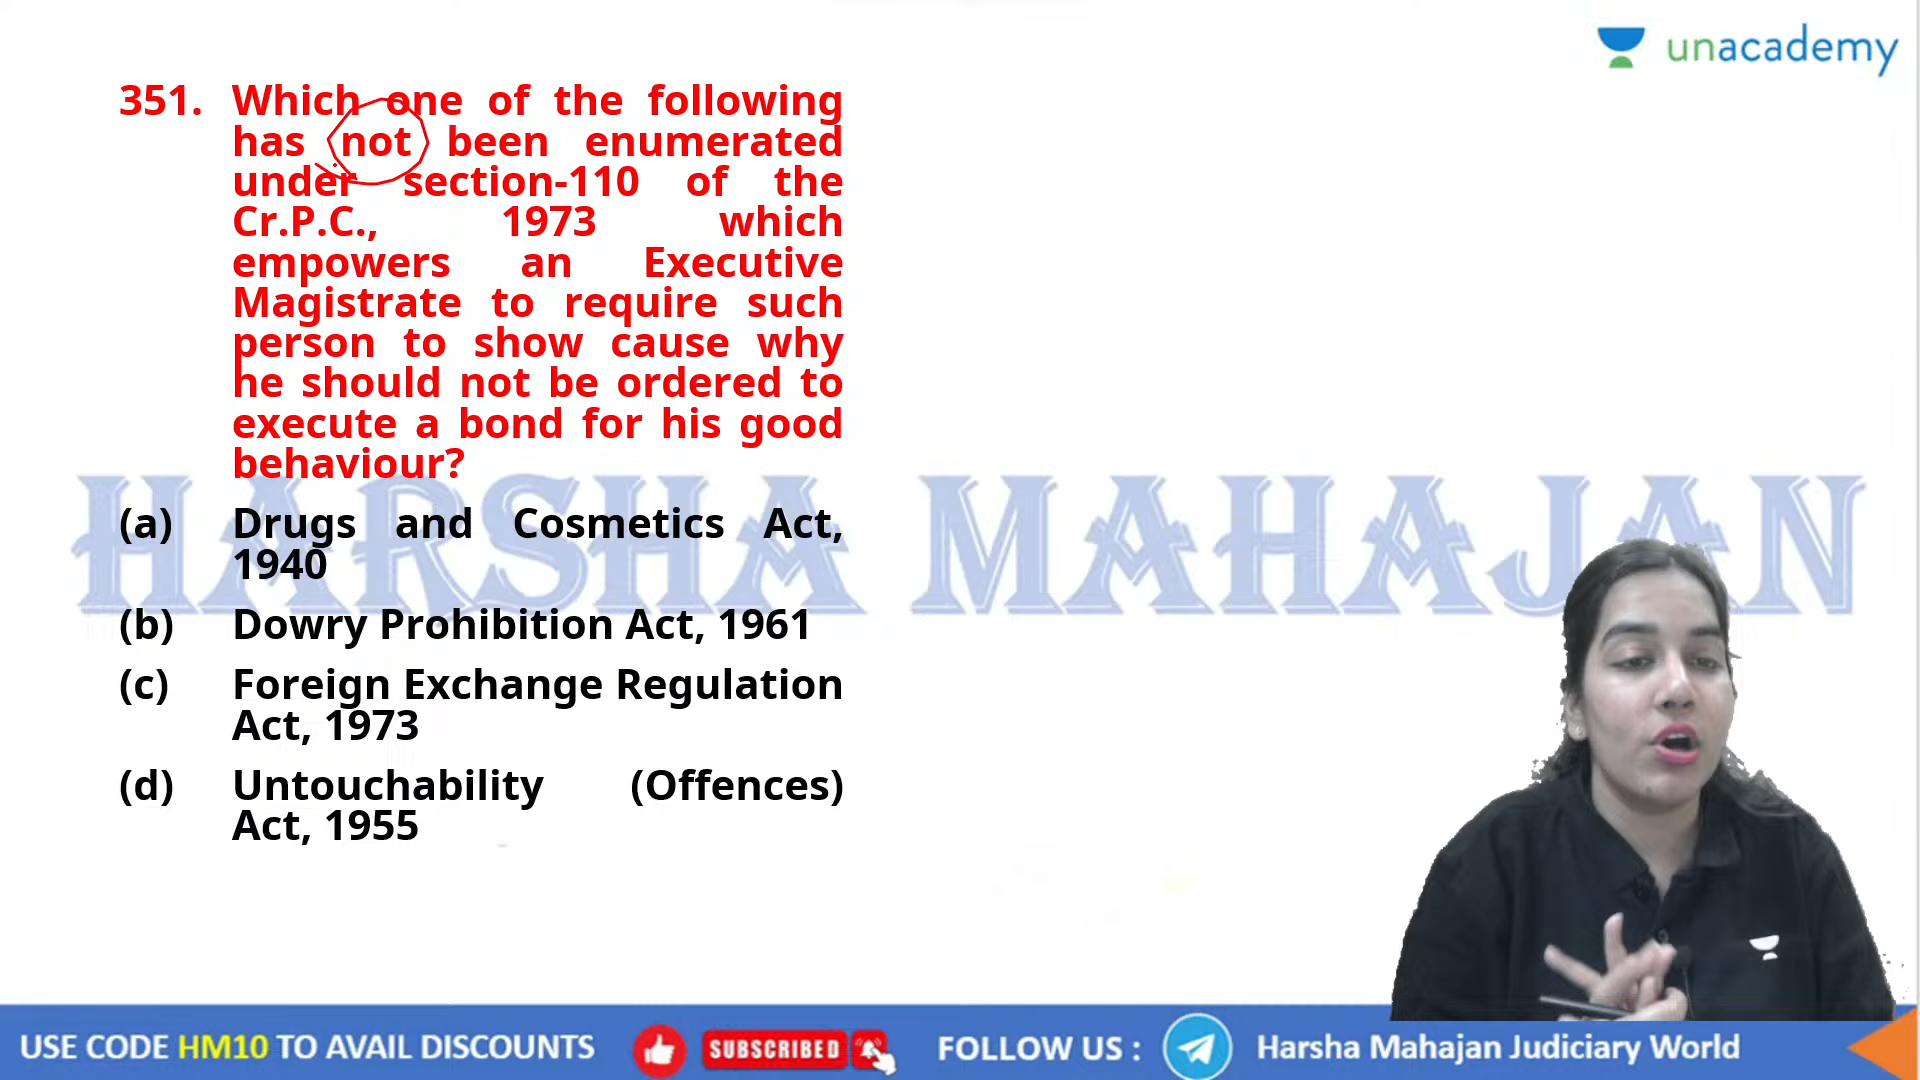 unacademy
351. Which one of the following
has not been enumerated
under section-110 of the
Cr.P.C., 1973 which
empowers an Executive
Magistrate to require such
person to show cause why
he should not be ordered to
execute a bond for his good
behaviour?
HARSHA MAHAJAN
(a) Drugs and Cosmetics Act,
1940
(b) Dowry Prohibition Act, 1961
(c) Foreign Exchange Regulation
Act, 1973
(d) Untouchability (Offences)
Act, 1955
USE CODE HM10 TO AVAIL DISCOUNTS SUBSCRIBED FOLLOW US : Harsha Mahajan Judiciary World